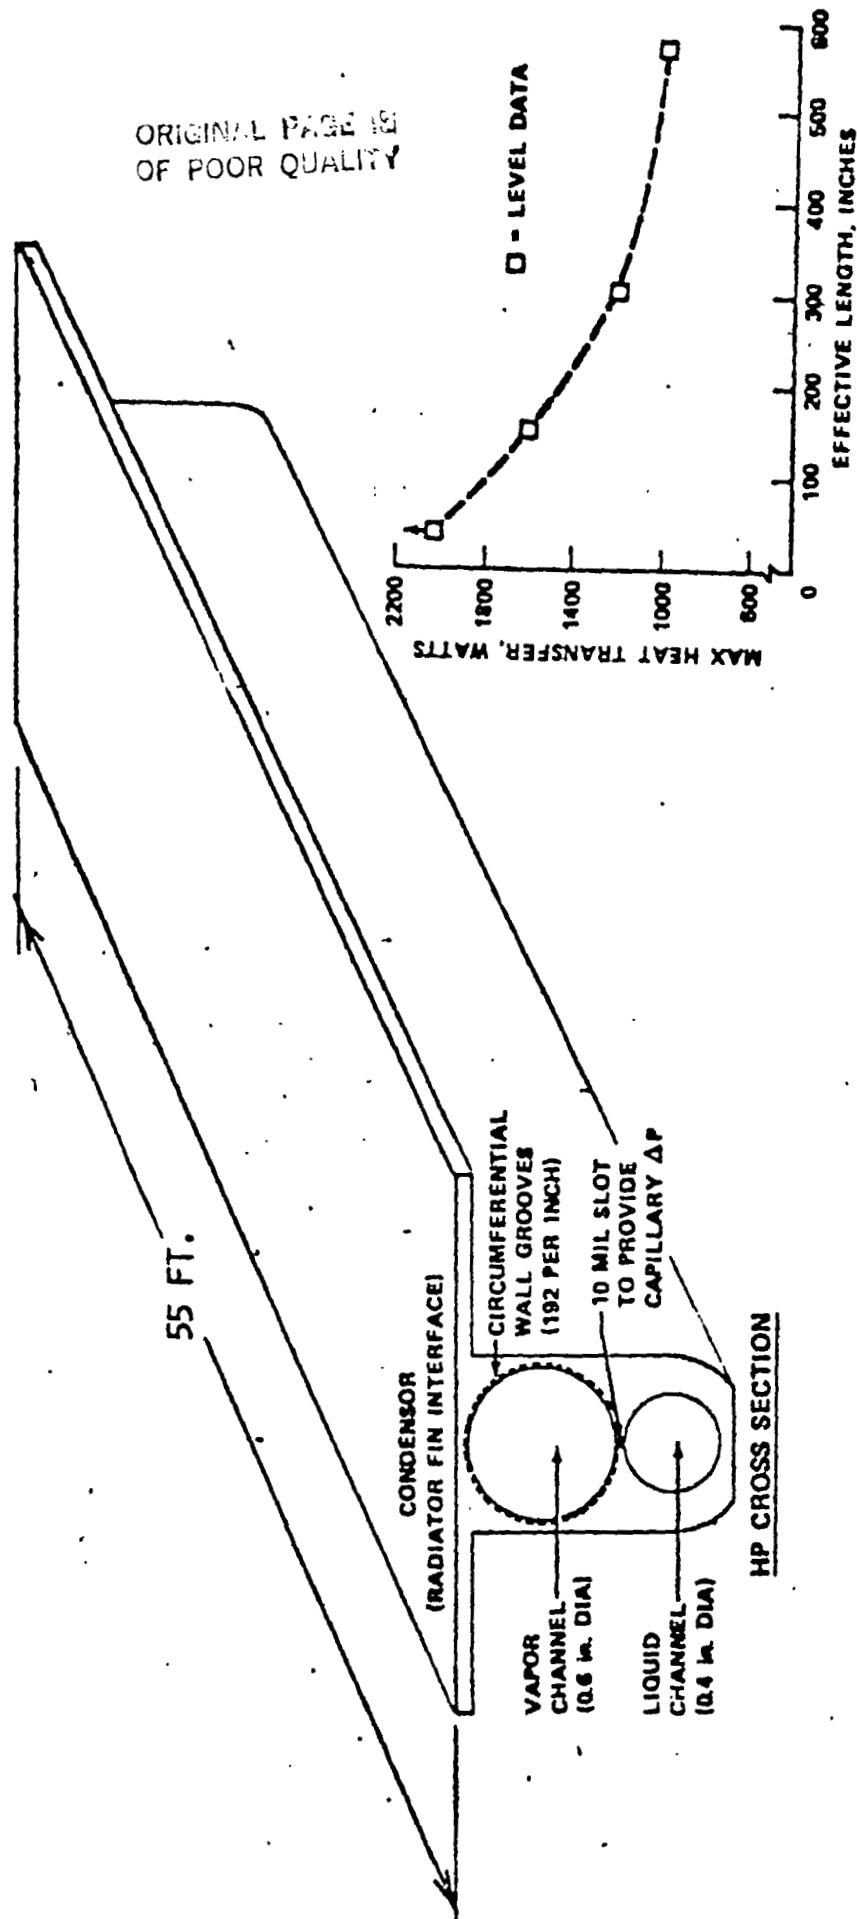 ORIGINAL PAGE IS
OF POOR QUALITY
55 FT.
CONDENSOR
(RADIATOR FIN INTERFACE)
CIRCUMFERENTIAL
WALL GROOVES
(192 PER INCH)
10 MIL SLOT
TO PROVIDE
CAPILLARY ΔP
VAPOR
CHANNEL
(0.6 in. DIA)
LIQUID
CHANNEL
(0.4 in. DIA)
HP CROSS SECTION
MAX HEAT TRANSFER, WATTS
2200
1800
1400
1000
600
□ = LEVEL DATA
0 100 200 300 400 500 600
EFFECTIVE LENGTH, INCHES